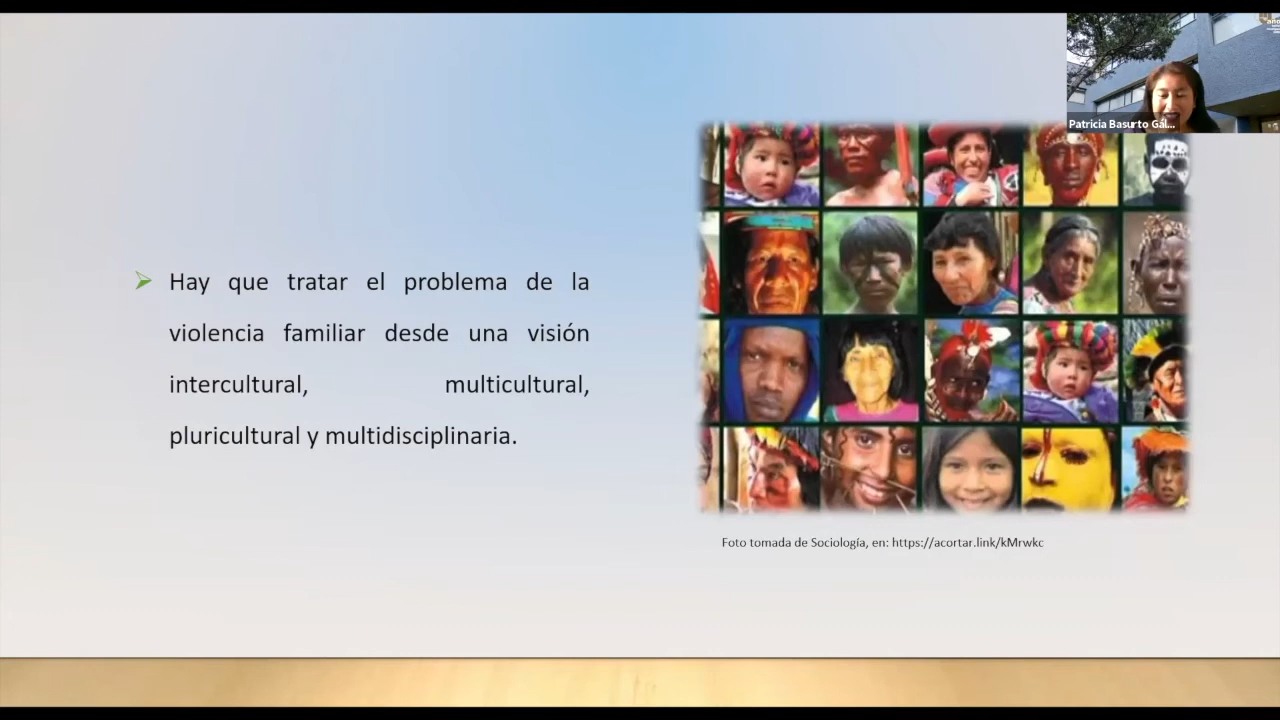 Patricia Basurto Gál...
Hay que tratar el problema de la
violencia familiar desde una visión
intercultural, multicultural,
pluricultural y multidisciplinaria.
Foto tomada de Sociología, en: https://acortar.link/kMrwkc